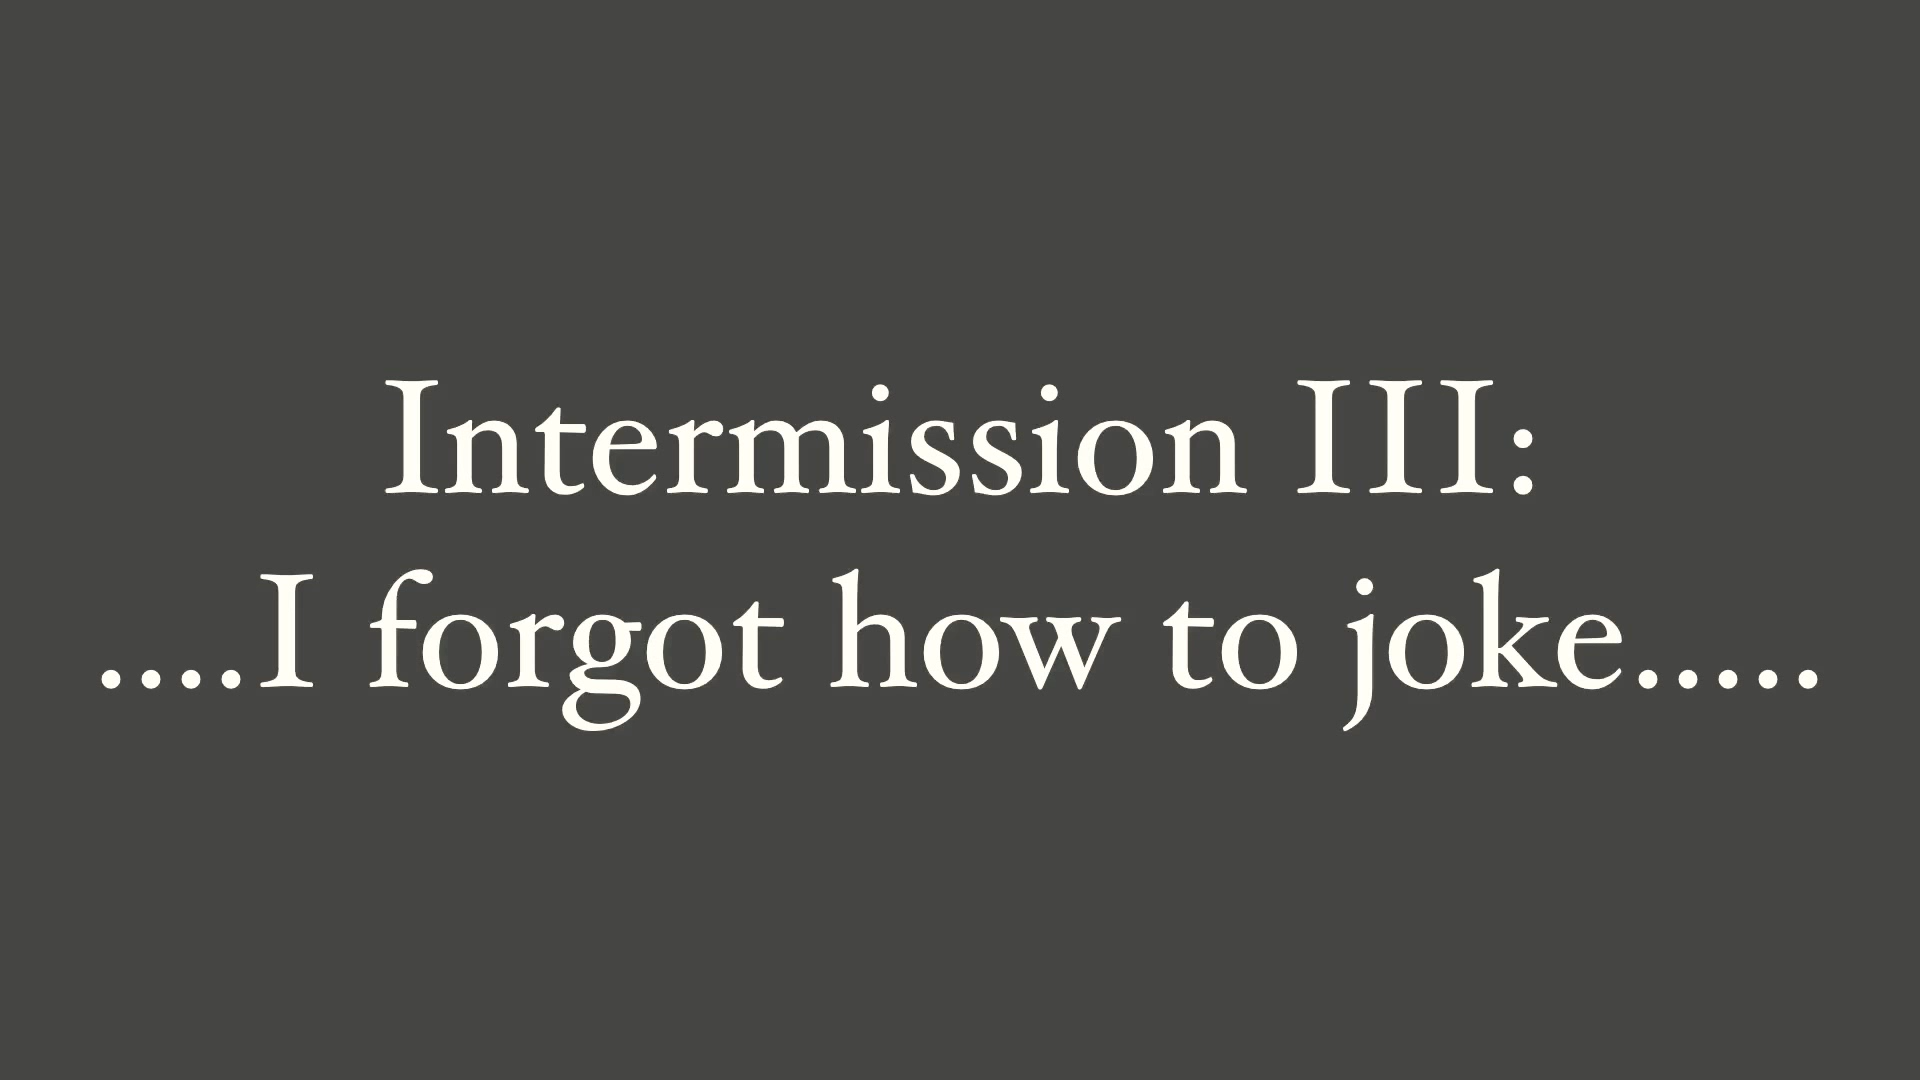 Intermission III:
....I forgot how to joke.....